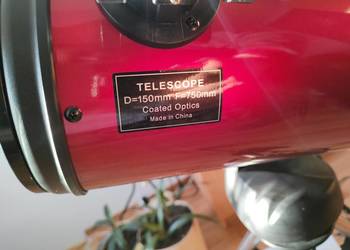 TELESCOPE
D=150mm F=750mm
Coated Optics
Made in China